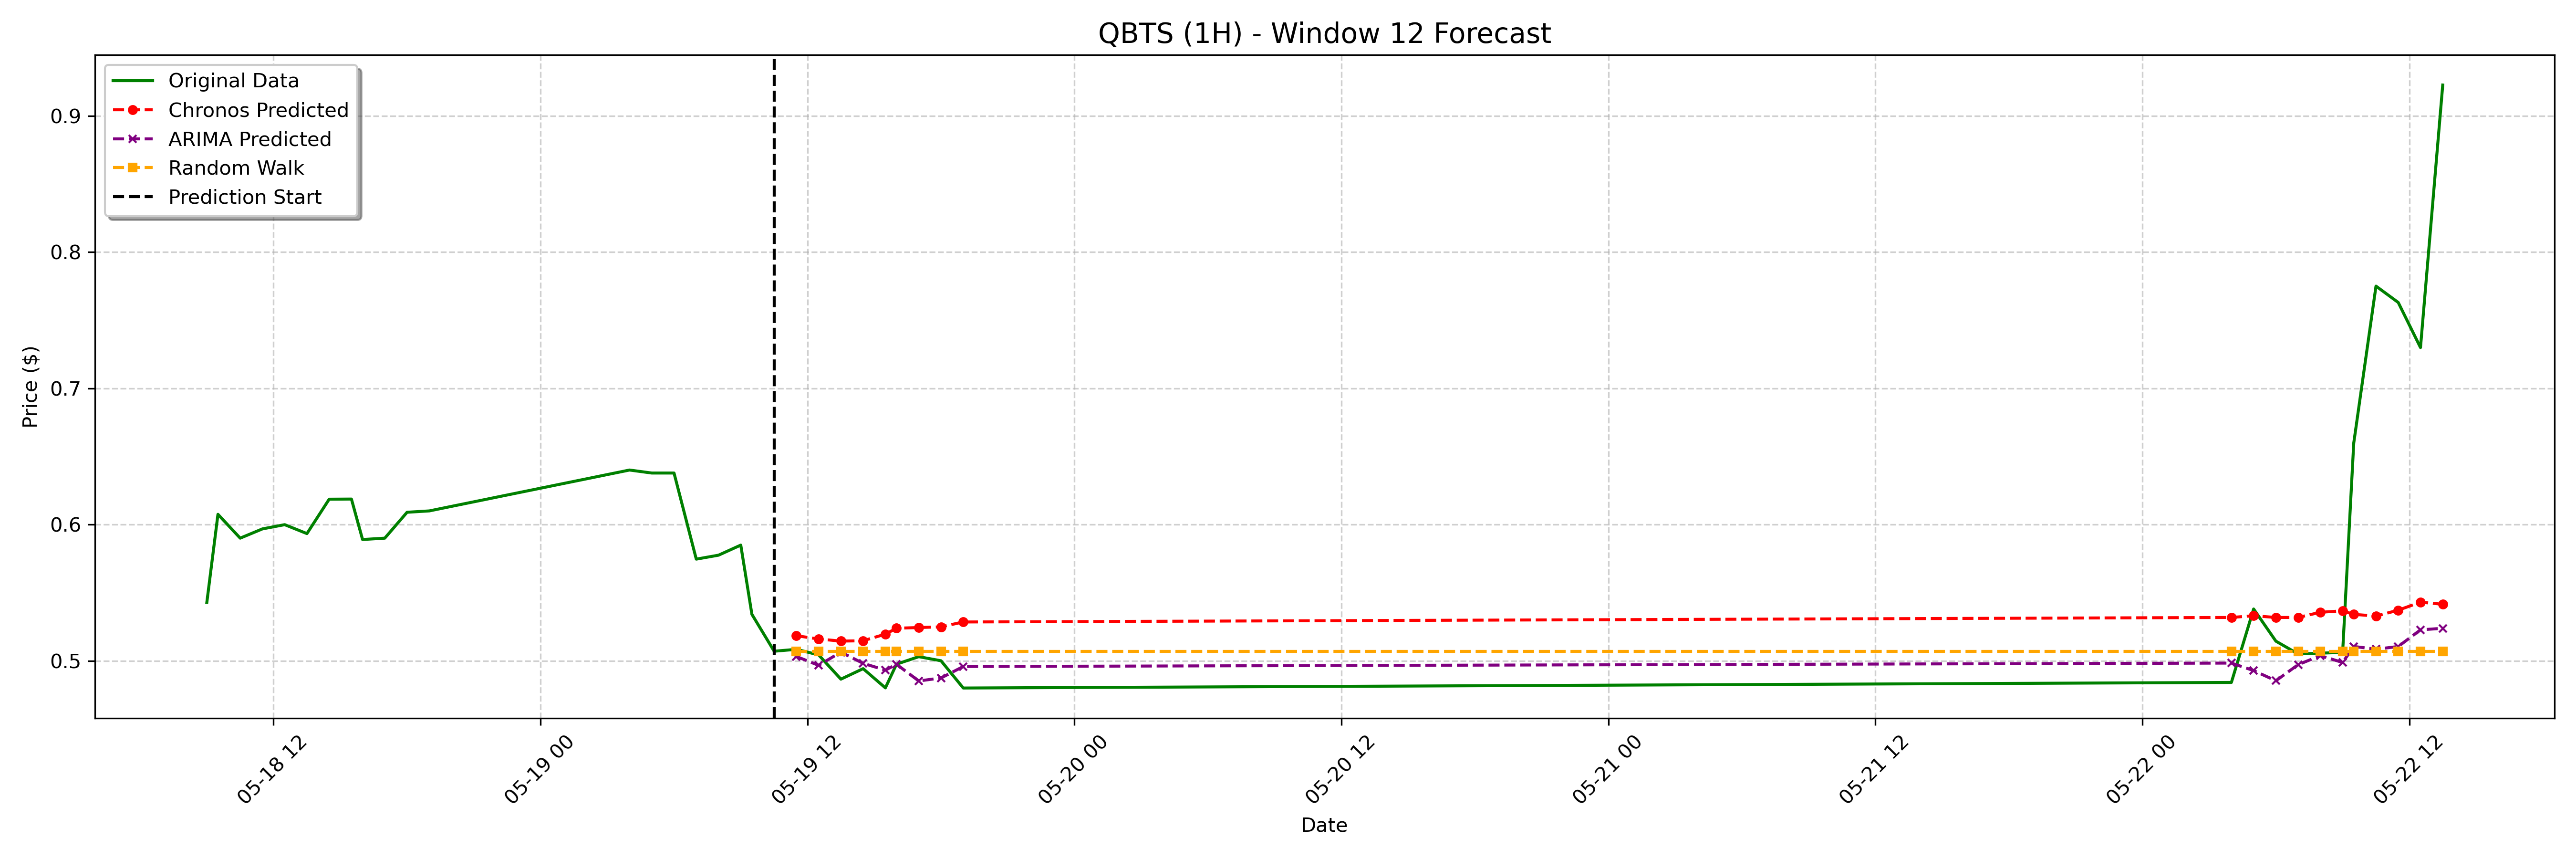 QBTS (1H) - Window 12 Forecast
Original Data
Chronos Predicted
ARIMA Predicted
Random Walk
Prediction Start
Price ($)
0.9
0.8
0.7
0.6
0.5
05-18 12
05-19 00
05-19 12
05-20 00
05-20 12
05-21 00
05-21 12
05-22 00
05-22 12
Date